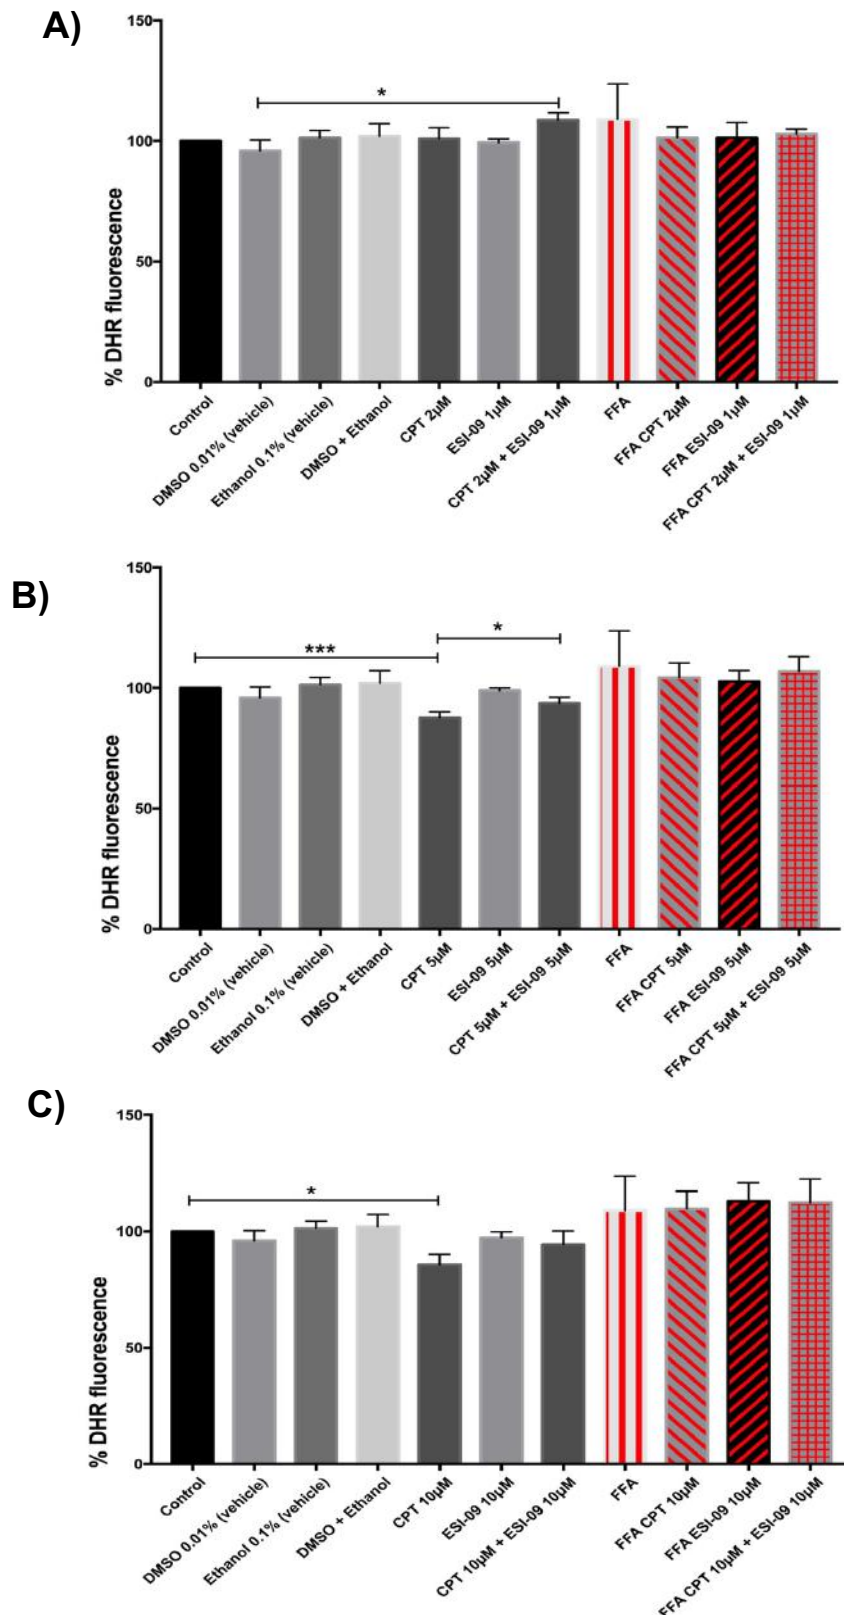 A)
150
*
100
50
0
% DHR fluorescence
Control
DMSO 0.01% (vehicle)
Ethanol 0.1% (vehicle)
DMSO + Ethanol
CPT 2µM
ESI-09 1µM
CPT 2µM + ESI-09 1µM
FFA
FFA CPT 2µM
FFA ESI-09 1µM
FFA CPT 2µM + ESI-09 1µM
B)
150
*
***
100
50
0
% DHR fluorescence
Control
DMSO 0.01% (vehicle)
Ethanol 0.1% (vehicle)
DMSO + Ethanol
CPT 5µM
ESI-09 5µM
CPT 5µM + ESI-09 5µM
FFA
FFA CPT 5µM
FFA ESI-09 5µM
FFA CPT 5µM + ESI-09 5µM
C)
150
*
100
50
0
% DHR fluorescence
Control
DMSO 0.01% (vehicle)
Ethanol 0.1% (vehicle)
DMSO + Ethanol
CPT 10µM
ESI-09 10µM
CPT 10µM + ESI-09 10µM
FFA
FFA CPT 10µM
FFA ESI-09 10µM
FFA CPT 10µM + ESI-09 10µM